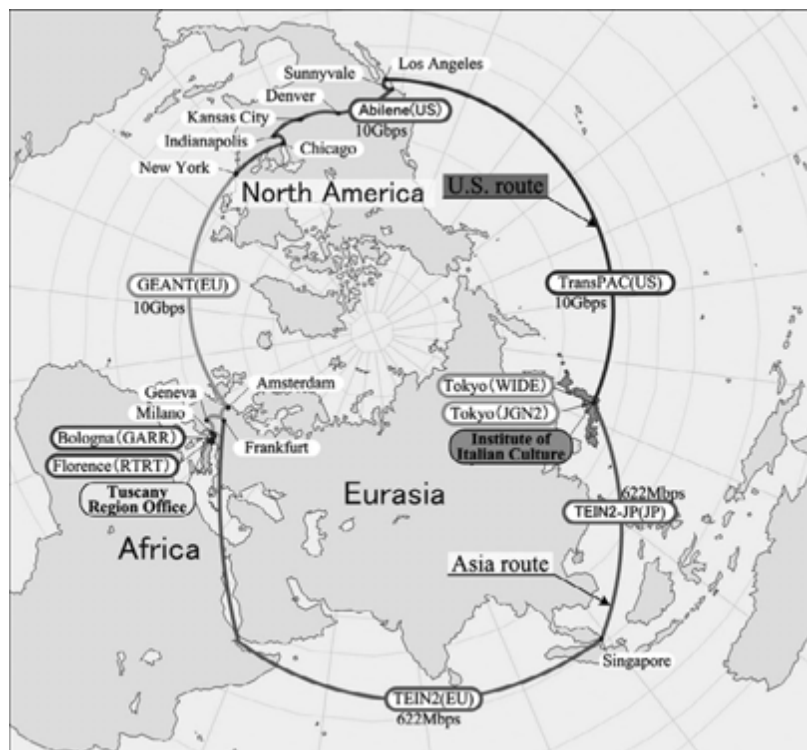 Los Angeles
Sunnyvale
Denver
Abilene(US)
10Gbps
Kansas City
Indianapolis
Chicago
New York
North America
U.S. route
GEANT(EU)
10Gbps
TransPAC(US)
10Gbps
Geneva
Amsterdam
Milano
Tokyo(WIDE)
Tokyo(JGN2)
Bologna(GARR)
Frankfurt
Institute of
Italian Culture
Florence(RTRT)
Tuscany
Region Office
Eurasia
622Mbps
TEIN2-JP(JP)
Africa
Asia route
Singapore
TEIN2(EU)
622Mbps